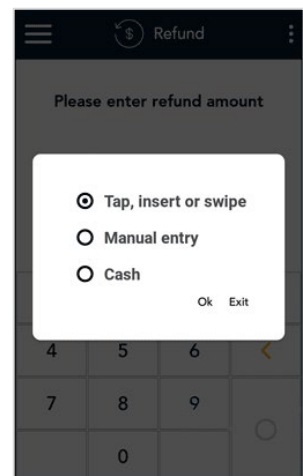 $ Refund
Please enter refund amount
Tap, insert or swipe
Manual entry
Cash
Ok Exit
4 5 6
7 8 9
0